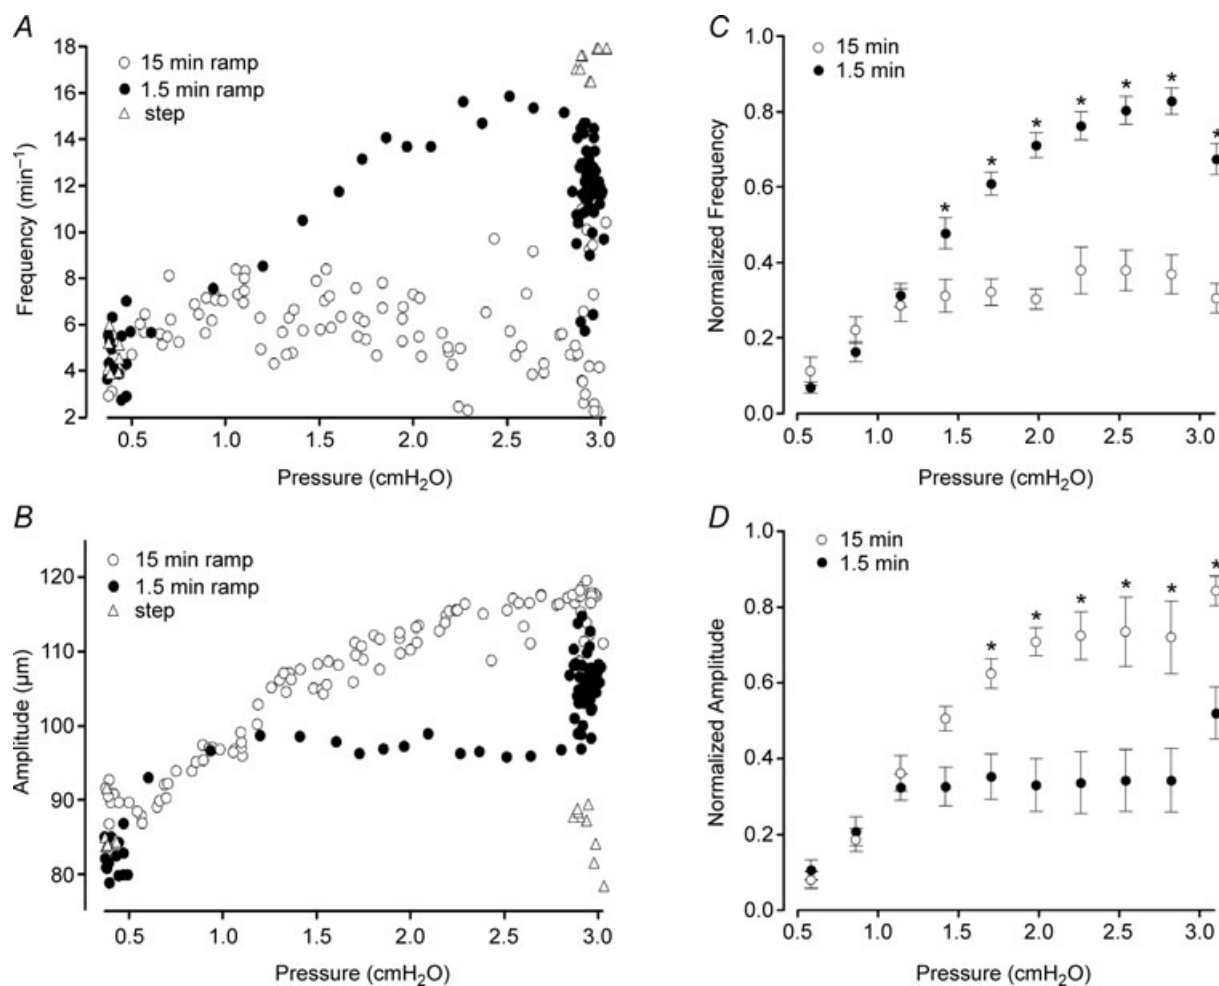 A
18
16
14
12
10
8
6
4
2
Frequency (min⁻¹)
15 min ramp
1.5 min ramp
step
0.5 1.0 1.5 2.0 2.5 3.0
Pressure (cmH₂O)
B
120
110
100
90
80
Amplitude (µm)
15 min ramp
1.5 min ramp
step
0.5 1.0 1.5 2.0 2.5 3.0
Pressure (cmH₂O)
C
1.0
0.8
0.6
0.4
0.2
0.0
Normalized Frequency
15 min
1.5 min
* * * * * * * *
0.5 1.0 1.5 2.0 2.5 3.0
Pressure (cmH₂O)
D
1.0
0.8
0.6
0.4
0.2
0.0
Normalized Amplitude
15 min
1.5 min
* * * * * *
0.5 1.0 1.5 2.0 2.5 3.0
Pressure (cmH₂O)